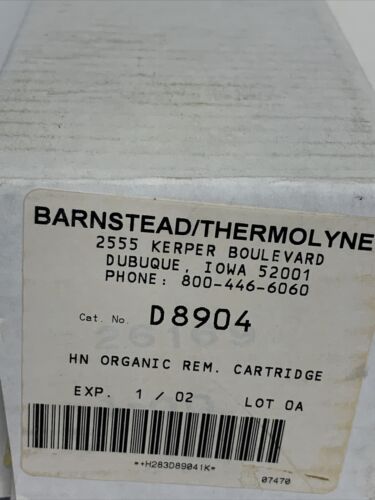 BARNSTEAD/THERMOLYNE
2555 KERPER BOULEVARD
DUBUQUE, IOWA 52001
PHONE: 800-446-6060
Cat. No. D8904
HN ORGANIC REM. CARTRIDGE
EXP. 1 / 02 LOT 0A
*+H283D89041K*
07470